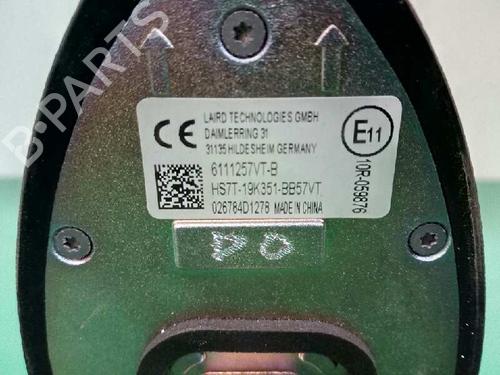 B-PARTS
CE
LAIRD TECHNOLOGIES GMBH
DAIMLERRING 31
31135 HILDESHEIM GERMANY
E11
10R-059876
6111257VT-B
HS7T-19K351-BB57VT
026784D1278 MADE IN CHINA